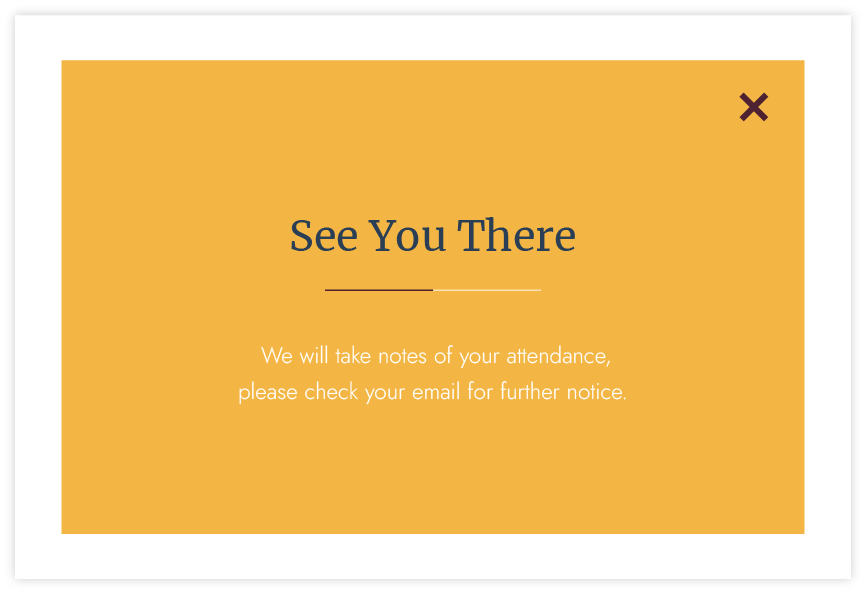 See You There
We will take notes of your attendance,
please check your email for further notice.